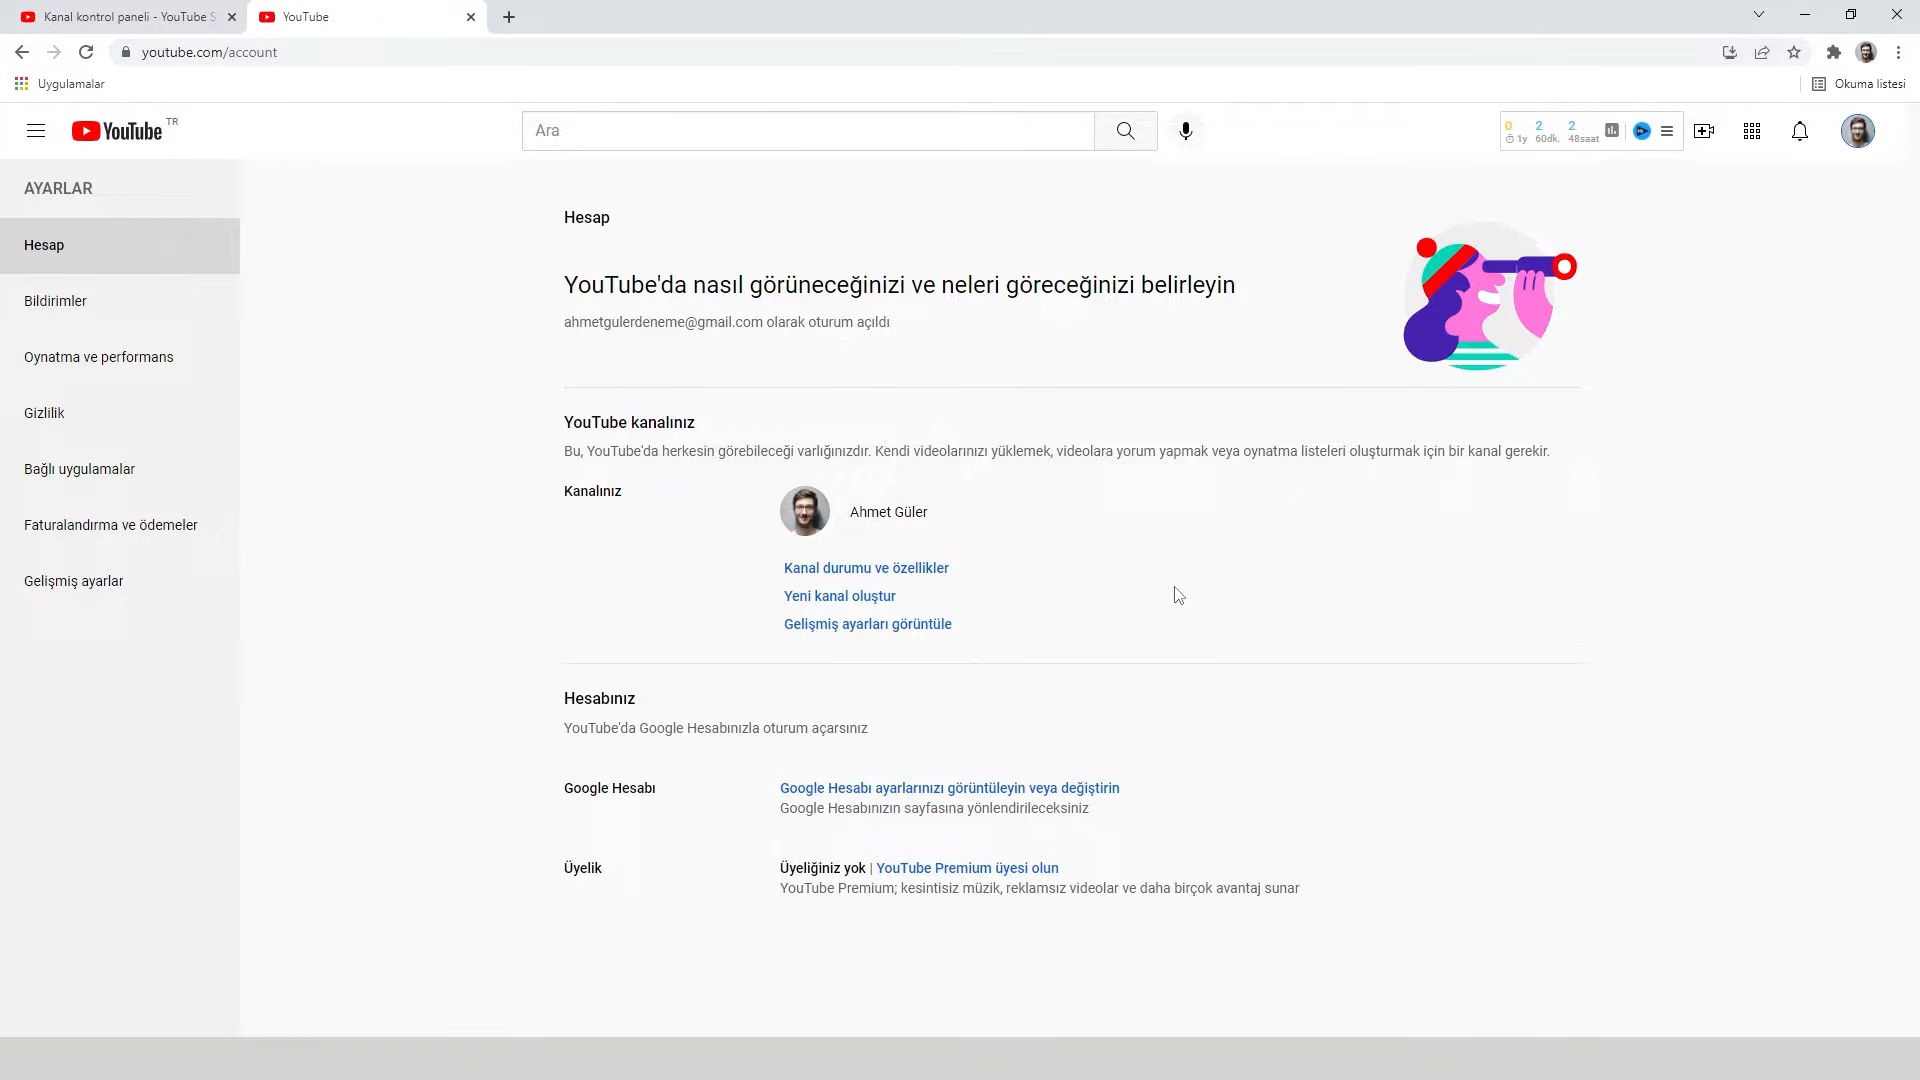 Kanal kontrol paneli - YouTube S
YouTube
youtube.com/account
Uygulamalar
Okuma listesi
YouTube TR
Ara
0 2 2
1y 60dk. 48saat
AYARLAR
Hesap
Bildirimler
Oynatma ve performans
Gizlilik
Bağlı uygulamalar
Faturalandırma ve ödemeler
Gelişmiş ayarlar
Hesap
YouTube'da nasıl görüneceğinizi ve neleri göreceğinizi belirleyin
ahmetgulerdeneme@gmail.com olarak oturum açıldı
YouTube kanalınız
Bu, YouTube'da herkesin görebileceği varlığınızdır. Kendi videolarınızı yüklemek, videolara yorum yapmak veya oynatma listeleri oluşturmak için bir kanal gerekir.
Kanalınız
Ahmet Güler
Kanal durumu ve özellikler
Yeni kanal oluştur
Gelişmiş ayarları görüntüle
Hesabınız
YouTube'da Google Hesabınızla oturum açarsınız
Google Hesabı
Google Hesabı ayarlarınızı görüntüleyin veya değiştirin
Google Hesabınızın sayfasına yönlendirileceksiniz
Üyelik
Üyeliğiniz yok | YouTube Premium üyesi olun
YouTube Premium; kesintisiz müzik, reklamsız videolar ve daha birçok avantaj sunar